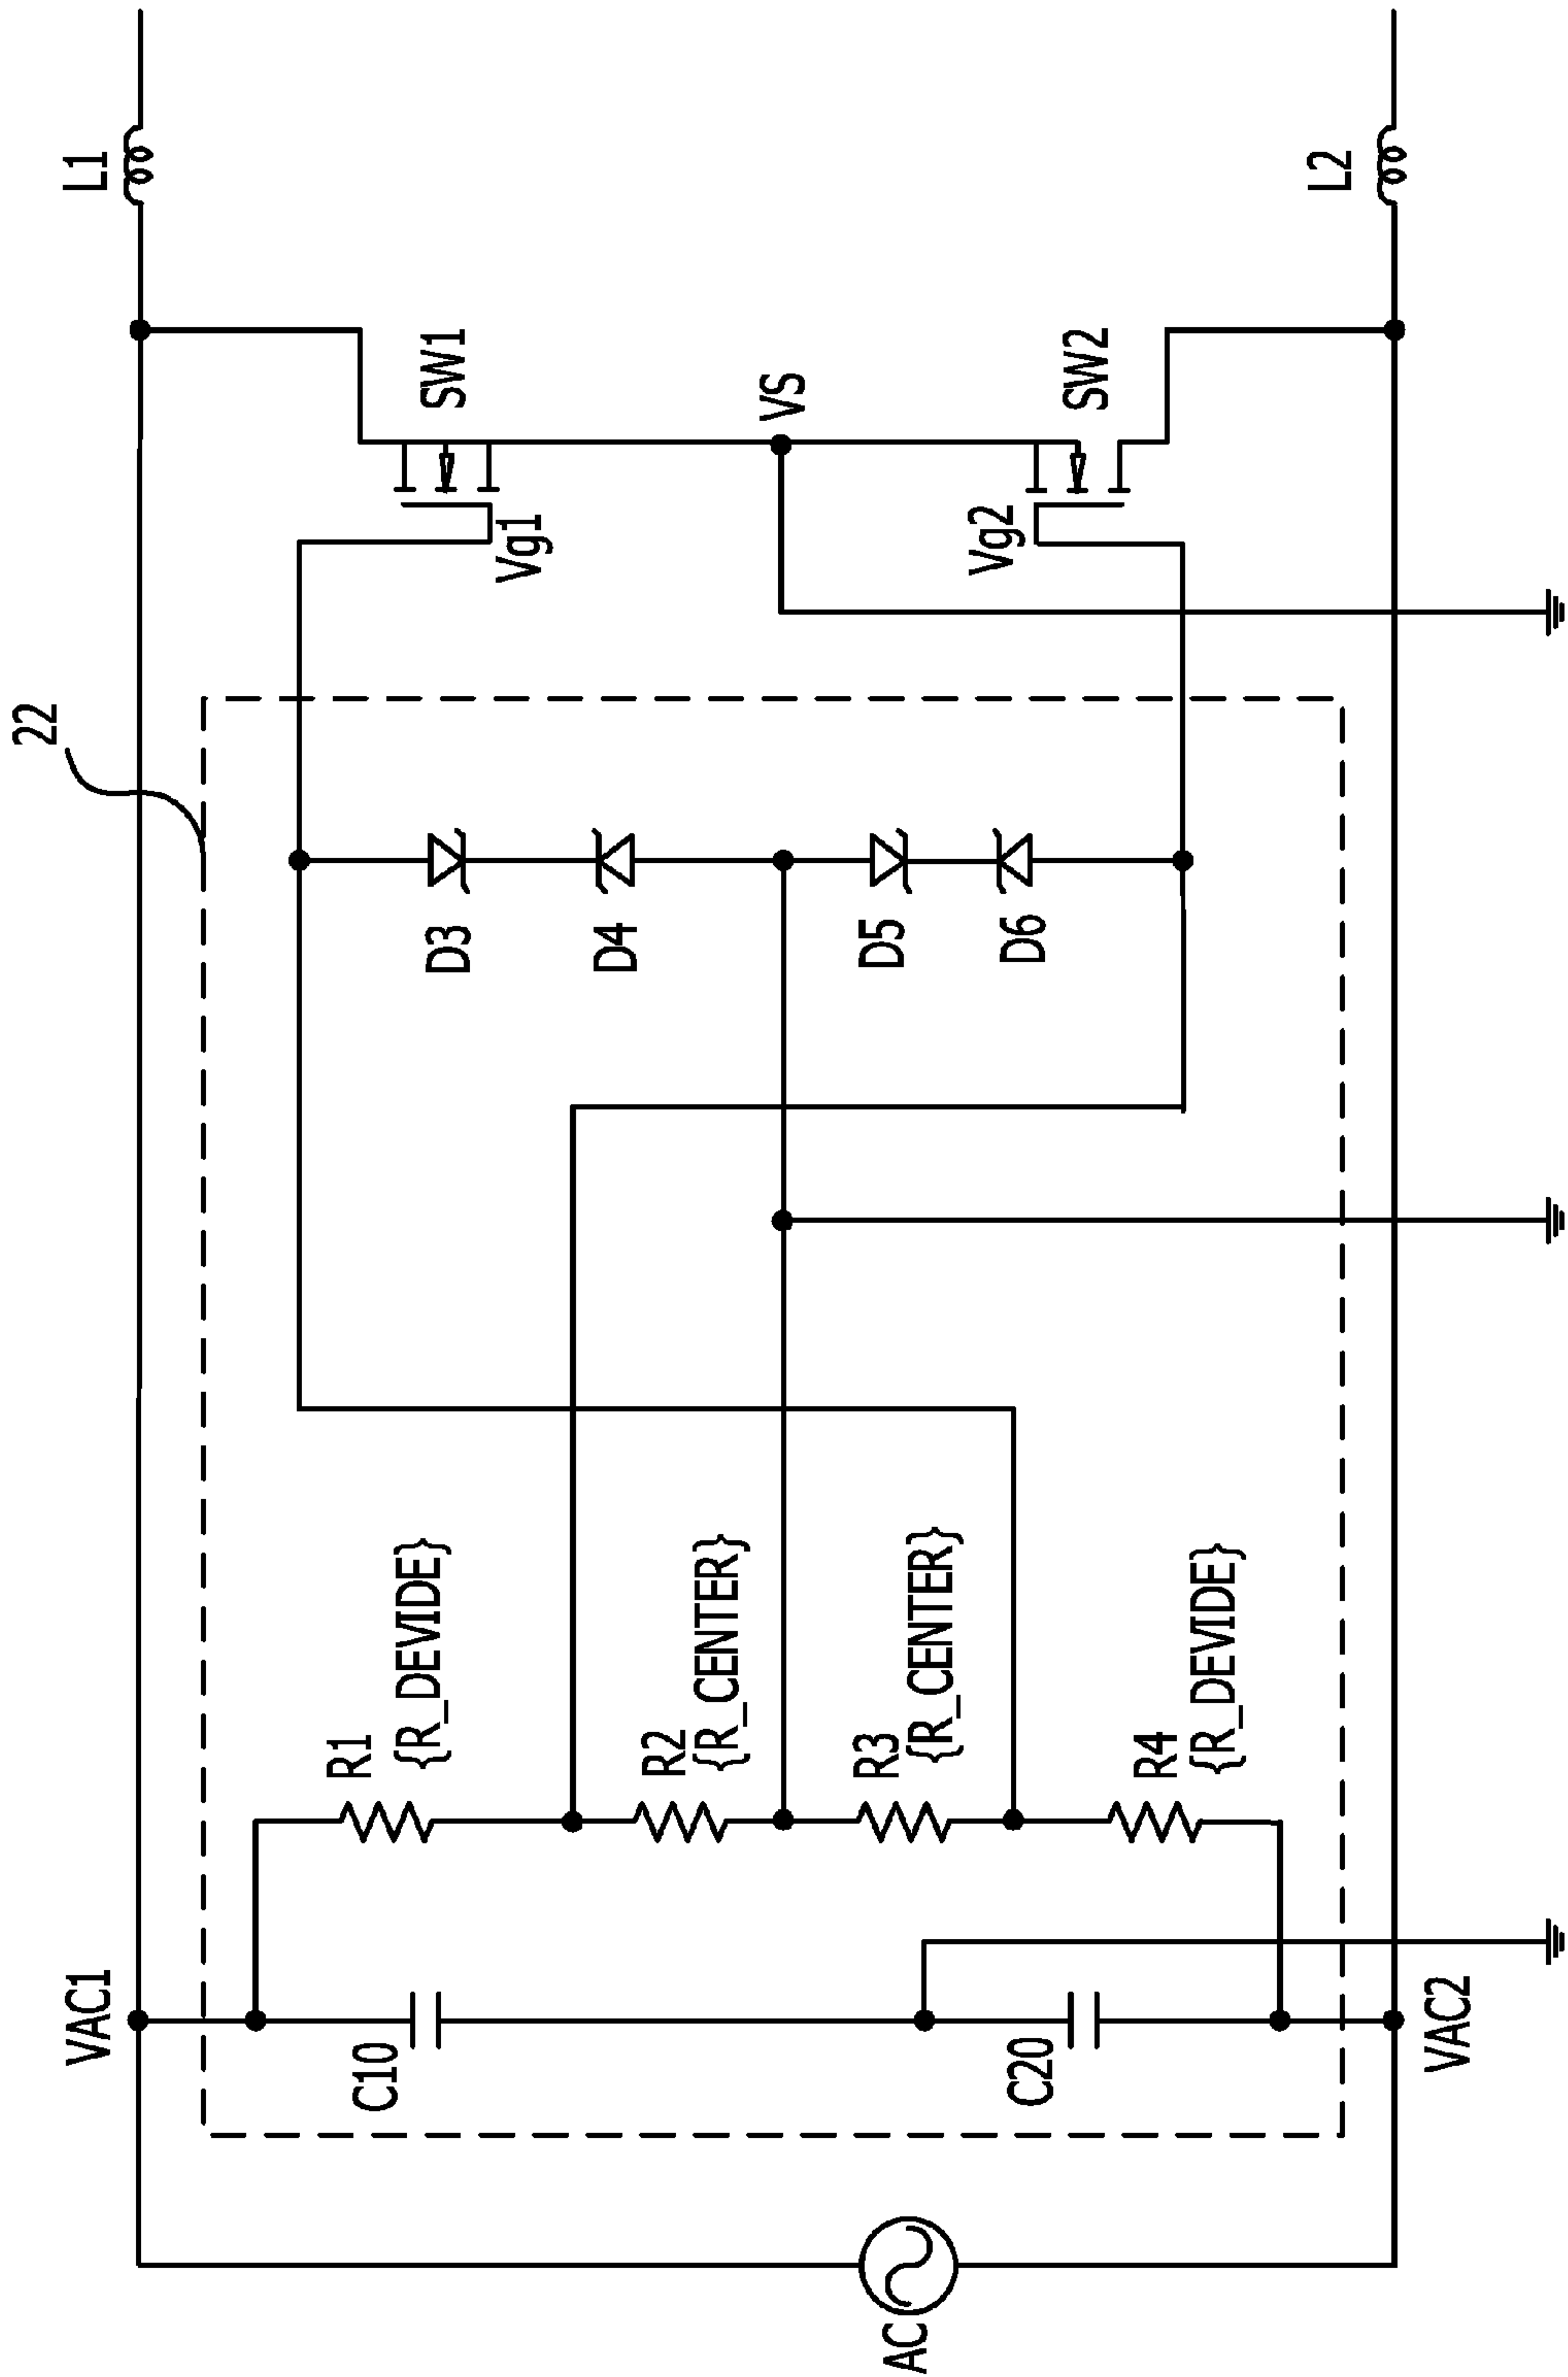 22
L1
L2
SW1
SW2
VS
Vg1
Vg2
D3
D4
D5
D6
R1
{R_DEVIDE}
R2
{R_CENTER}
R3
{R_CENTER}
R4
{R_DEVIDE}
VAC1
VAC2
C10
C20
AC